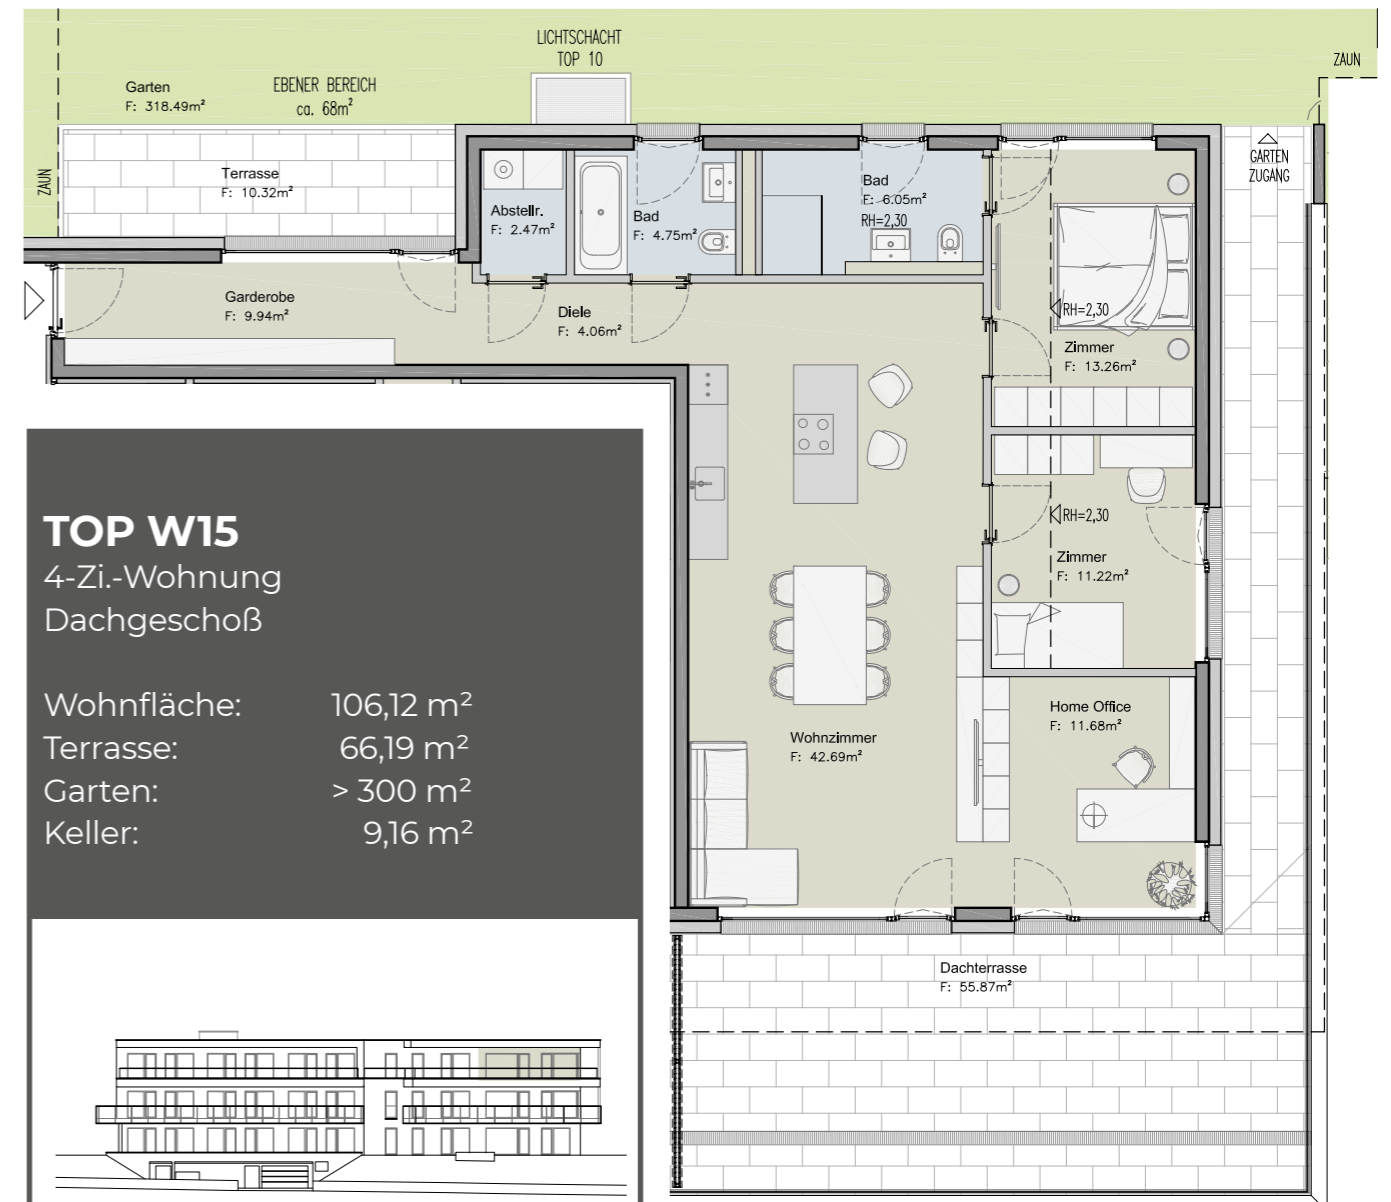 LICHTSCHACHT
TOP 10
ZAUN
Garten
F: 318.49m²
EBENER BEREICH
ca. 68m²
ZAUN
Terrasse
F: 10.32m²
GARTEN
ZUGANG
Abstellr.
F: 2.47m²
Bad
F: 4.75m²
Bad
F: 6.05m²
RH=2,30
Garderobe
F: 9.94m²
Diele
F: 4.06m²
RH=2,30
Zimmer
F: 13.26m²
RH=2,30
Zimmer
F: 11.22m²
Home Office
F: 11.68m²
Wohnzimmer
F: 42.69m²
Dachterrasse
F: 55.87m²
TOP W15
4-Zi.-Wohnung
Dachgeschoß
Wohnfläche: 106,12 m²
Terrasse: 66,19 m²
Garten: > 300 m²
Keller: 9,16 m²